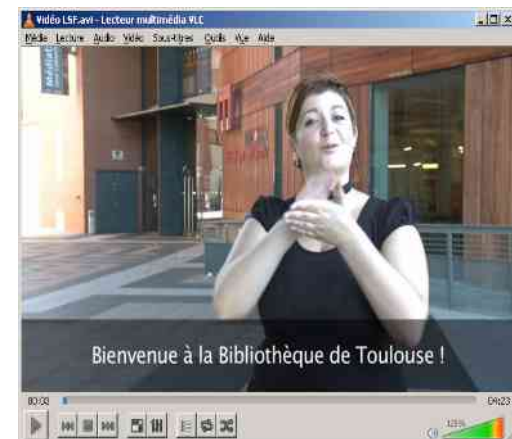 Vidéo LSF.avi - Lecteur multimédia VLC
Média Lecture Audio Vidéo Sous-titres Outils Vue Aide
Bienvenue à la Bibliothèque de Toulouse !
00:00 04:23
125%